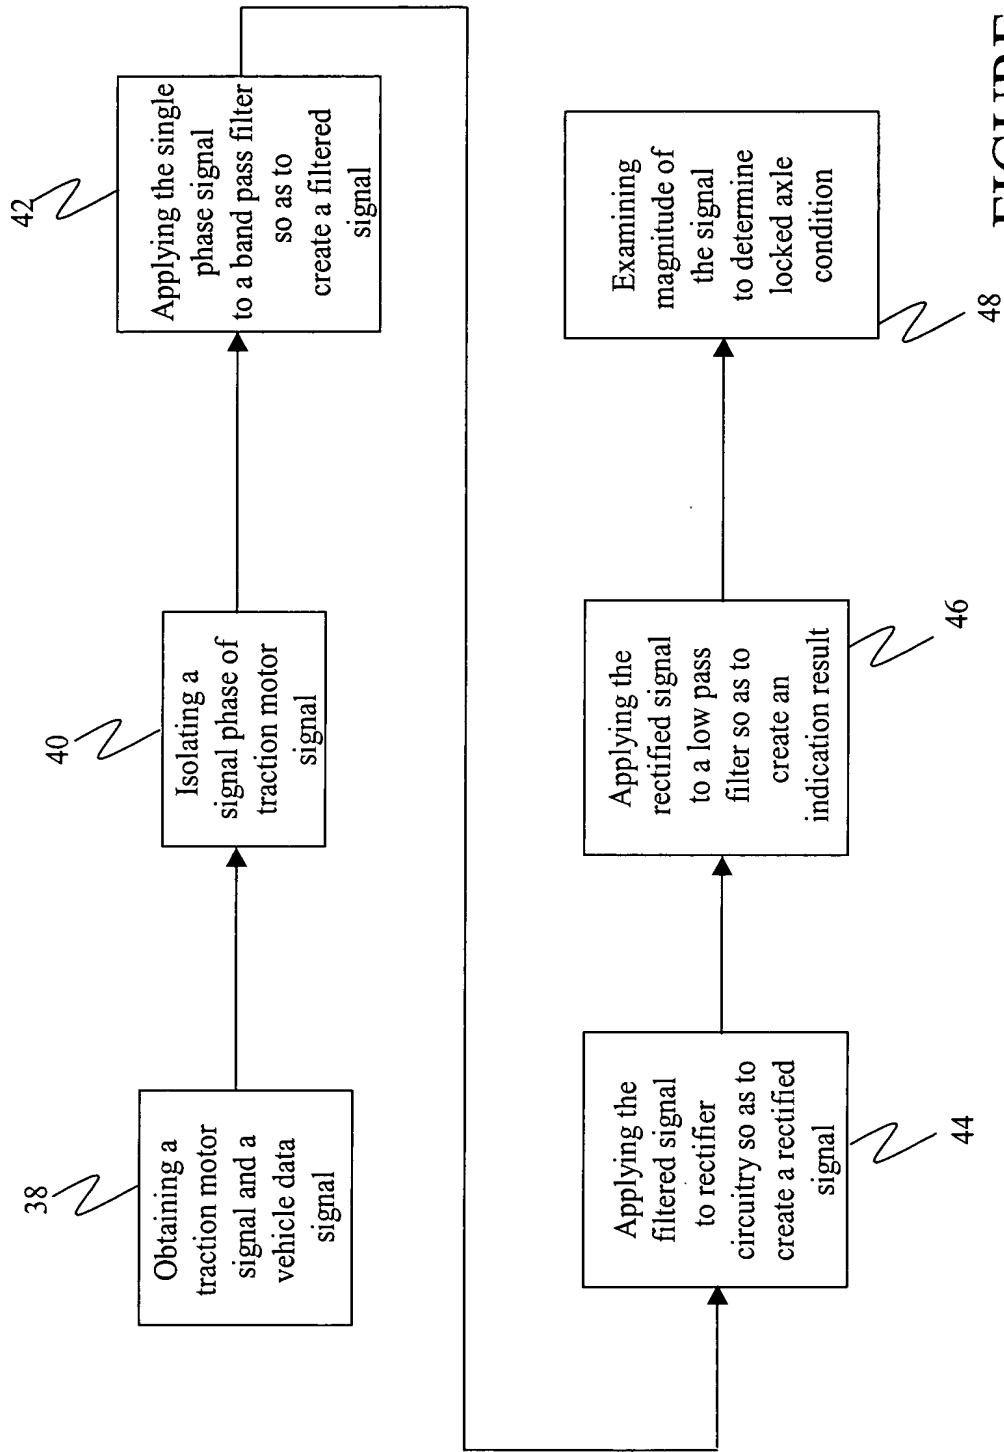 38
Obtaining a
traction motor
signal and a
vehicle data
signal
40
Isolating a
signal phase of
traction motor
signal
42
Applying the single
phase signal
to a band pass filter
so as to
create a filtered
signal
44
Applying the
filtered signal
to rectifier
circuitry so as to
create a rectified
signal
46
Applying the
rectified signal
to a low pass
filter so as to
create an
indication result
48
Examining
magnitude of
the signal
to determine
locked axle
condition
FIGURE